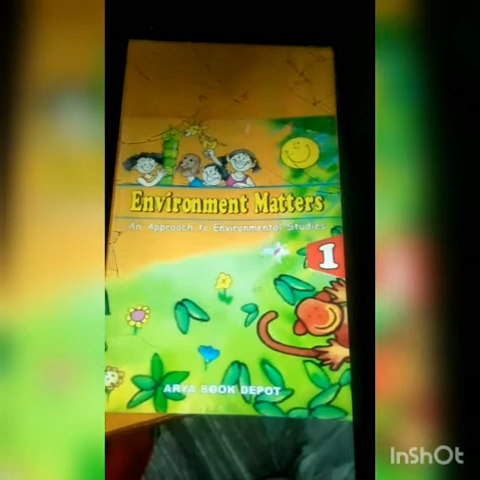 Environment Matters
An Approach to Environmental Studies
1
ARYA BOOK DEPOT
InShOt